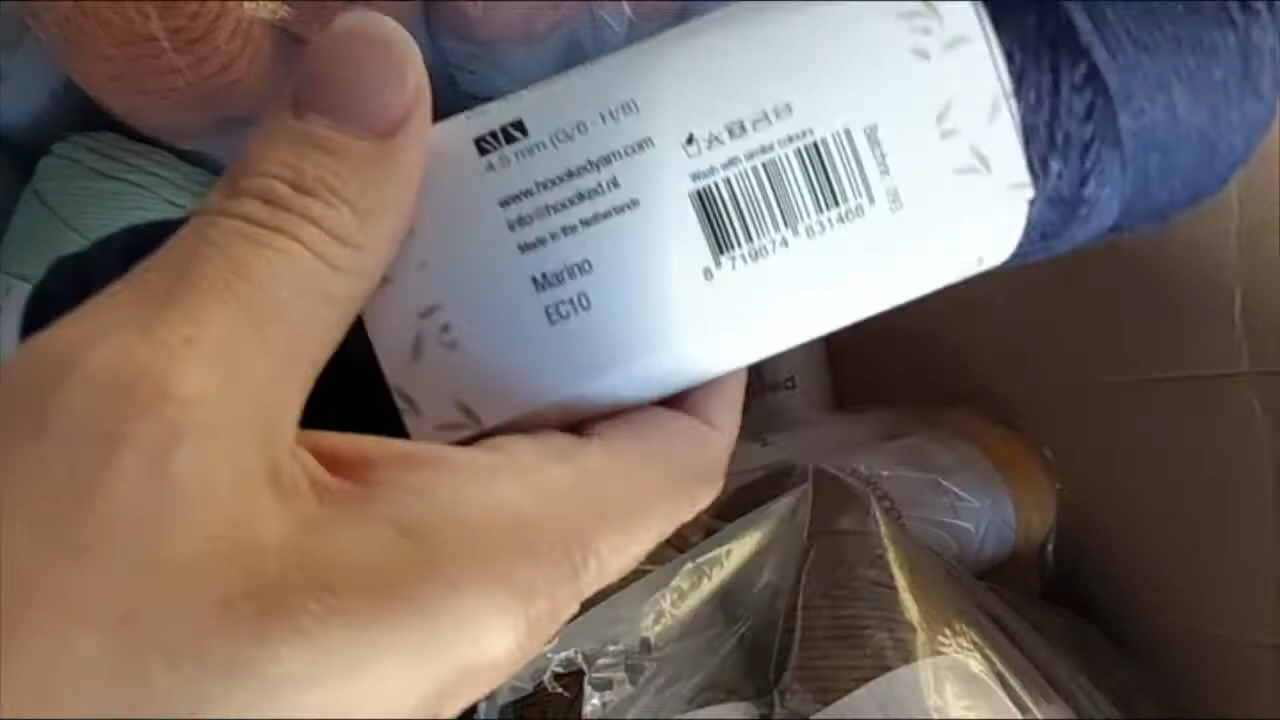 4.5 mm (G/6 - H/8)
www.hoookedyarn.com
info@hoooked.nl
Made in the Netherlands
Marino
EC10
Wash with similar colours
8 719874 831468